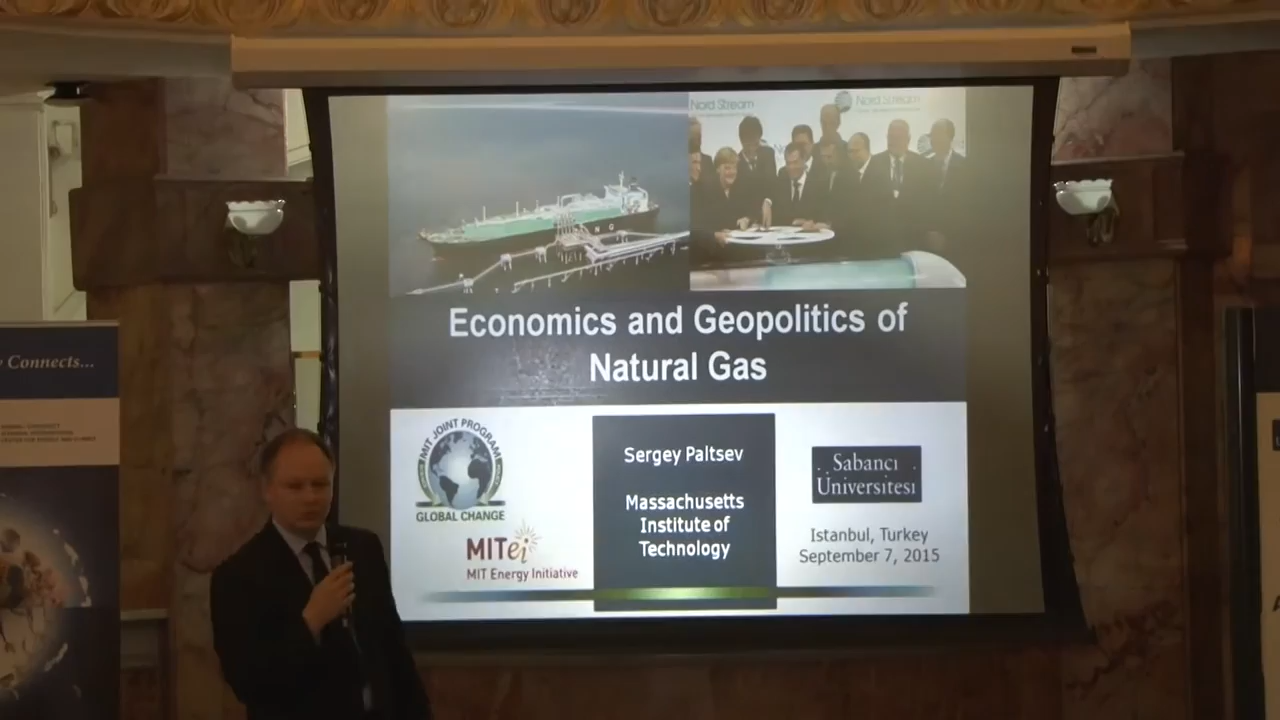 Nord Stream
Nord Stream
Economics and Geopolitics of
Natural Gas
MIT JOINT PROGRAM
GLOBAL CHANGE
MITei
MIT Energy Initiative
Sergey Paltsev
Massachusetts
Institute of
Technology
Sabancı
Üniversitesi
Istanbul, Turkey
September 7, 2015
Connects...